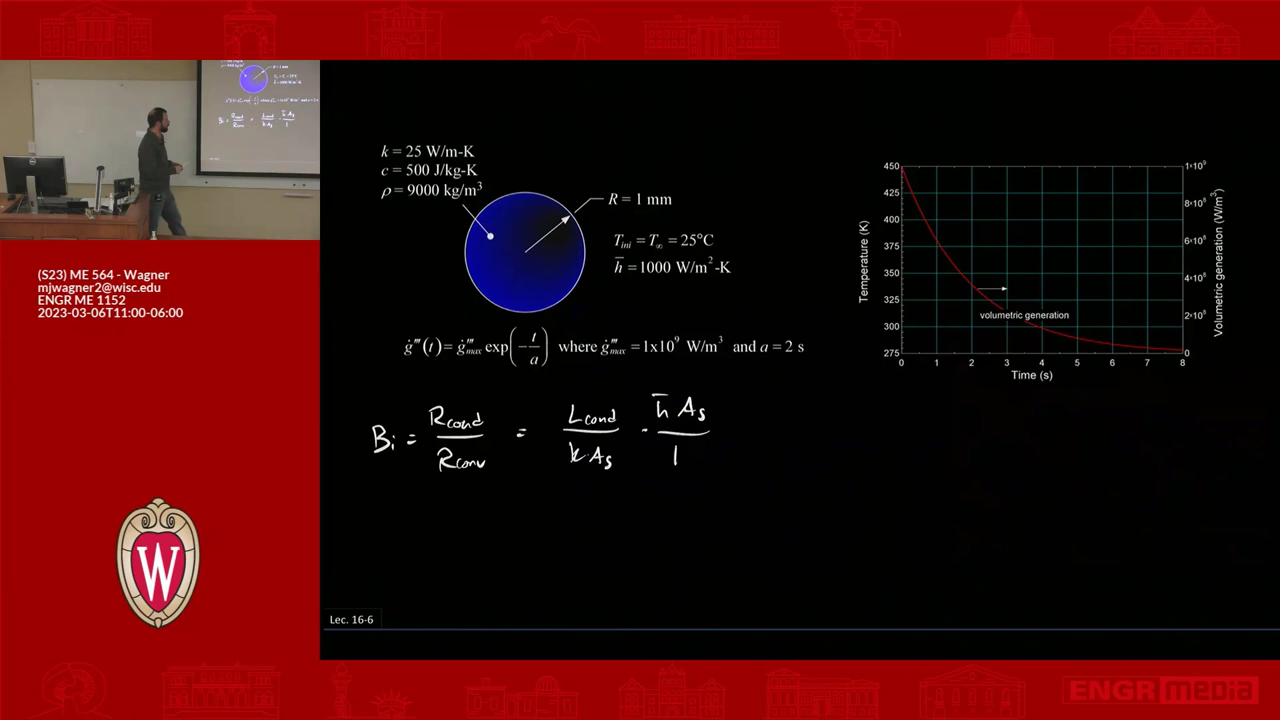 (S23) ME 564 - Wagner
mjwagner2@wisc.edu
ENGR ME 1152
2023-03-06T11:00-06:00
W
k = 25 W/m-K
c = 500 J/kg-K
ρ = 9000 kg/m³
R = 1 mm
T_ini = T_∞ = 25°C
h̅ = 1000 W/m²-K
ġ‴(t) = ġ‴_max exp(−t/a) where ġ‴_max = 1x10⁹ W/m³ and a = 2 s
Bi = R_cond/R_conv = L_cond/(k A_s) · h̅ A_s/1
450
425
400
375
350
325
300
275
Temperature (K)
0 1 2 3 4 5 6 7 8
Time (s)
volumetric generation
1×10⁹
8×10⁸
6×10⁸
4×10⁸
2×10⁸
0
Volumetric generation (W/m³)
Lec. 16-6
ENGR media